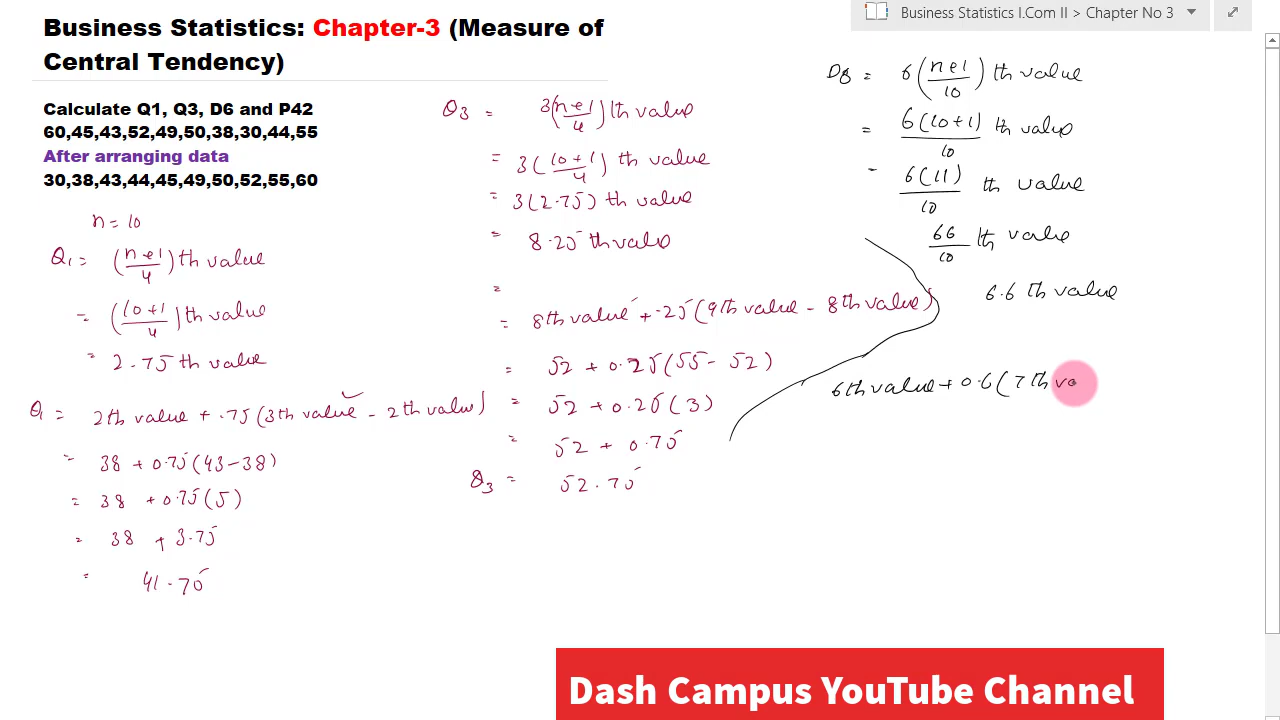 Business Statistics: Chapter-3 (Measure of
Central Tendency)
Business Statistics I.Com II > Chapter No 3
Calculate Q1, Q3, D6 and P42
60,45,43,52,49,50,38,30,44,55
After arranging data
30,38,43,44,45,49,50,52,55,60
n = 10
Q1 = (n+1/4) th value
= (10+1/4) th value
= 2.75 th value
Q1 = 2th value + .75 (3th value - 2th value)
= 38 + 0.75 (43-38)
= 38 + 0.75 (5)
= 38 + 3.75
= 41.75
Q3 = 3(n+1/4) th value
= 3(10+1/4) th value
= 3(2.75) th value
= 8.25 th value
=
= 8th value + .25 (9th value - 8th value)
= 52 + 0.25 (55 - 52)
= 52 + 0.25 (3)
= 52 + 0.75
Q3 = 52.75
D6 = 6(n+1/10) th value
= 6(10+1)/10 th value
= 6(11)/10 th value
66/10 th value
6.6 th value
6th value + 0.6 (7th va
Dash Campus YouTube Channel